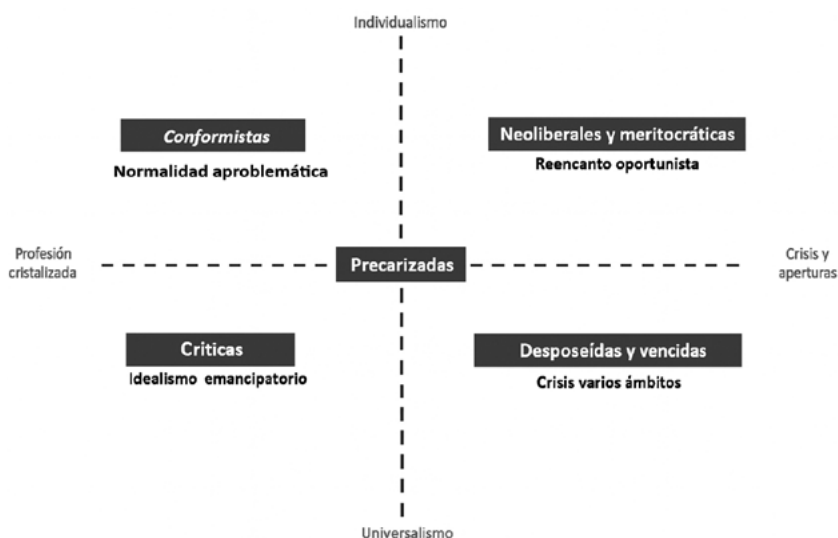 Individualismo
Conformistas
Neoliberales y meritocráticas
Normalidad aproblemática
Reencanto oportunista
Profesión
cristalizada
Precarizadas
Crisis y
aperturas
Criticas
Desposeídas y vencidas
Idealismo emancipatorio
Crisis varios ámbitos
Universalismo